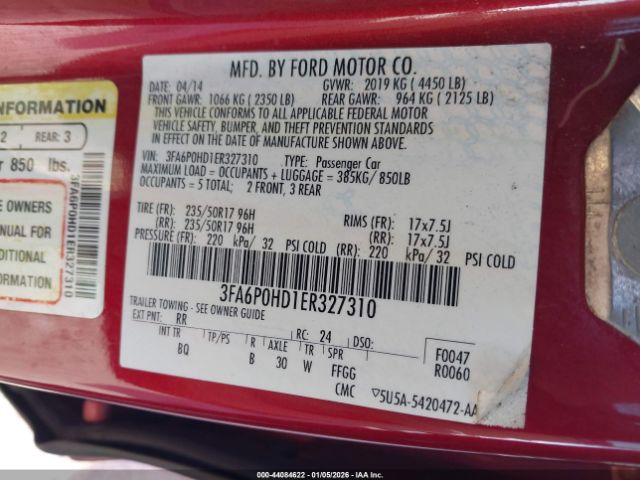 INFORMATION
2
REAR: 3
850 lbs.
OWNERS
MANUAL FOR
ADDITIONAL
INFORMATION
3FA6P0HD1ER327310
MFD. BY FORD MOTOR CO.
DATE: 04/14 GVWR: 2019 KG ( 4450 LB)
FRONT GAWR: 1066 KG ( 2350 LB) REAR GAWR: 964 KG ( 2125 LB)
THIS VEHICLE CONFORMS TO ALL APPLICABLE FEDERAL MOTOR
VEHICLE SAFETY, BUMPER, AND THEFT PREVENTION STANDARDS
IN EFFECT ON THE DATE OF MANUFACTURE SHOWN ABOVE.
VIN: 3FA6P0HD1ER327310 TYPE: Passenger Car
MAXIMUM LOAD = OCCUPANTS + LUGGAGE = 385KG/ 850LB
OCCUPANTS = 5 TOTAL; 2 FRONT, 3 REAR
TIRE (FR): 235/50R17 96H RIMS (FR): 17x7.5J
(RR): 235/50R17 96H (RR): 17x7.5J
PRESSURE (FR): 220 kPa/ 32 PSI COLD (RR): 220 kPa/ 32 PSI COLD
3FA6P0HD1ER327310
TRAILER TOWING - SEE OWNER GUIDE
EXT PNT: RR RC: 24 DSO: F0047
INT TR TP/PS R AXLE TR SPR R0060
8Q B 30 W FFGG
CMC ▽5U5A-5420472-AA
000-44084622 | 01/05/2026 | IAA, Inc.